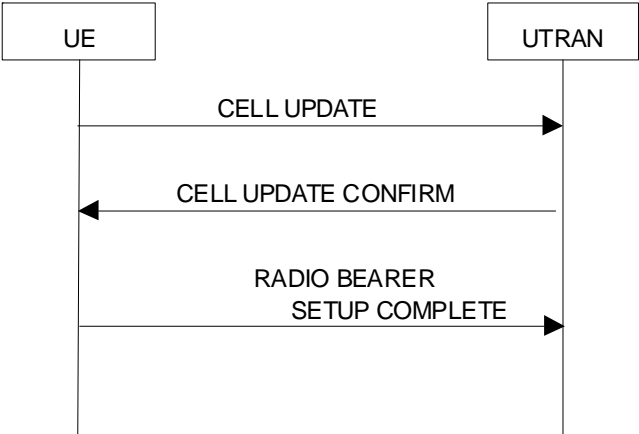 UE
UTRAN
CELL UPDATE
CELL UPDATE CONFIRM
RADIO BEARER
SETUP COMPLETE